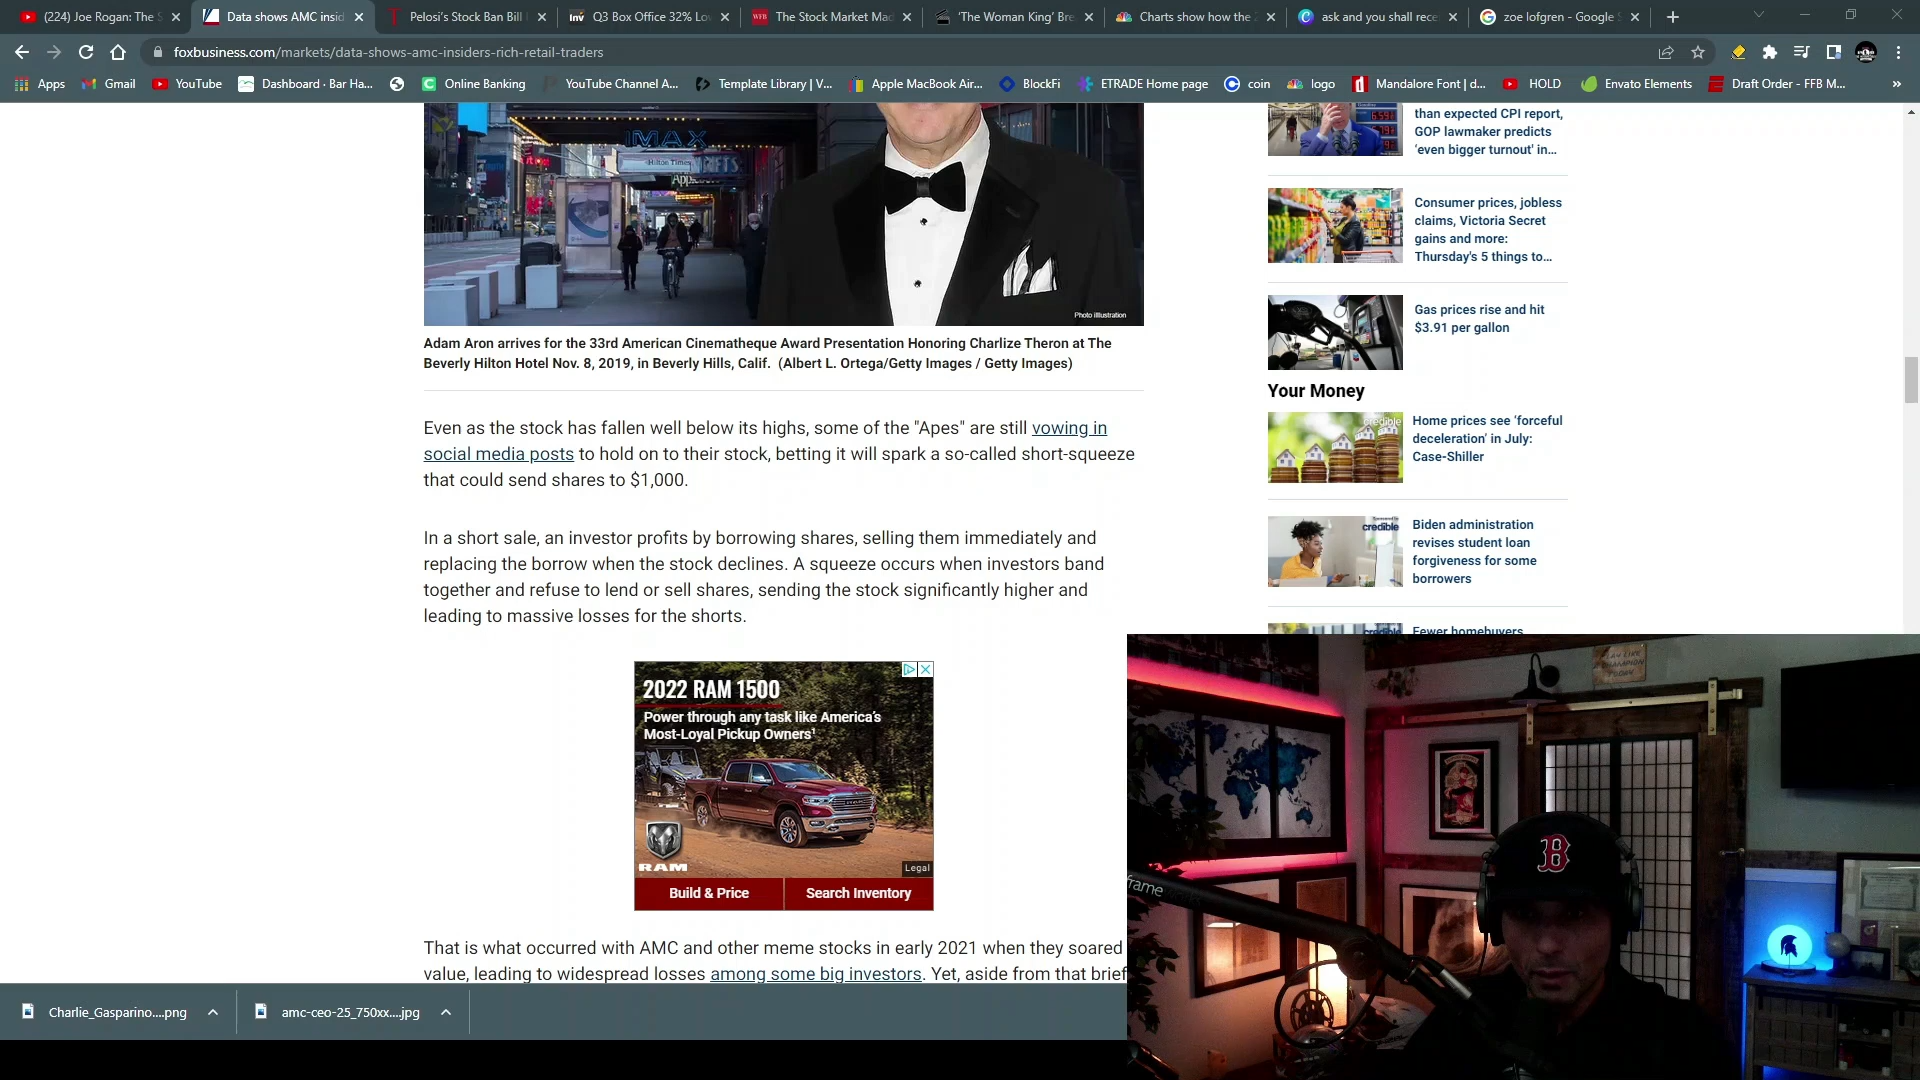 (224) Joe Rogan: The S
Data shows AMC insid
Pelosi's Stock Ban Bill
Q3 Box Office 32% Lo
The Stock Market Mad
'The Woman King' Bre
Charts show how the 2
ask and you shall rece
zoe lofgren - Google S
foxbusiness.com/markets/data-shows-amc-insiders-rich-retail-traders
Apps
Gmail
YouTube
Dashboard · Bar Ha...
Online Banking
YouTube Channel A...
Template Library | V...
Apple MacBook Air...
BlockFi
ETRADE Home page
coin
logo
Mandalore Font | d...
HOLD
Envato Elements
Draft Order - FFB M...
IMAX
Hilton Times
Photo illustration
Adam Aron arrives for the 33rd American Cinematheque Award Presentation Honoring Charlize Theron at The
Beverly Hilton Hotel Nov. 8, 2019, in Beverly Hills, Calif. (Albert L. Ortega/Getty Images / Getty Images)
Even as the stock has fallen well below its highs, some of the "Apes" are still vowing in
social media posts to hold on to their stock, betting it will spark a so-called short-squeeze
that could send shares to $1,000.
In a short sale, an investor profits by borrowing shares, selling them immediately and
replacing the borrow when the stock declines. A squeeze occurs when investors band
together and refuse to lend or sell shares, sending the stock significantly higher and
leading to massive losses for the shorts.
2022 RAM 1500
Power through any task like America's
Most-Loyal Pickup Owners¹
RAM
Legal
Build & Price
Search Inventory
That is what occurred with AMC and other meme stocks in early 2021 when they soared
value, leading to widespread losses among some big investors. Yet, aside from that brief
than expected CPI report,
GOP lawmaker predicts
'even bigger turnout' in...
Consumer prices, jobless
claims, Victoria Secret
gains and more:
Thursday's 5 things to...
Gas prices rise and hit
$3.91 per gallon
Your Money
credible
Home prices see 'forceful
deceleration' in July:
Case-Shiller
credible
Biden administration
revises student loan
forgiveness for some
borrowers
credible
Fewer homebuyers
PLAY LIKE A
CHAMPION
TODAY
frame
B
Charlie_Gasparino....png
amc-ceo-25_750xx....jpg